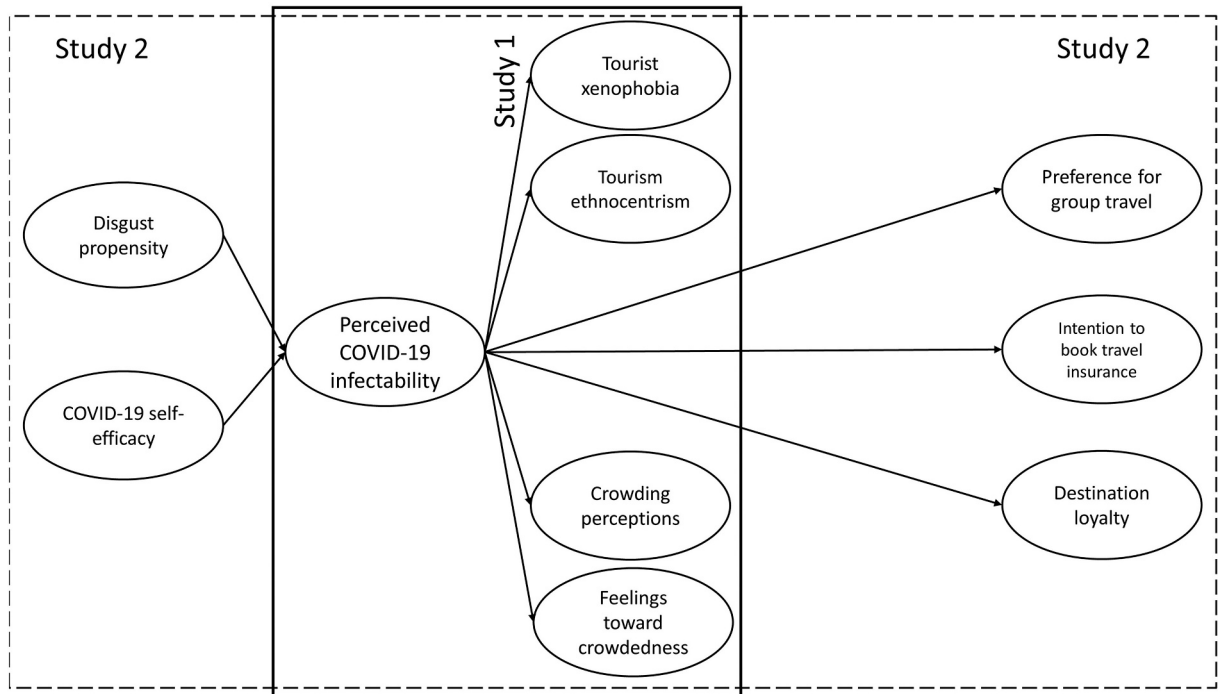 Study 2
Study 1
Study 2
Tourist
xenophobia
Tourism
ethnocentrism
Preference for
group travel
Disgust
propensity
Perceived
COVID-19
infectability
Intention to
book travel
insurance
COVID-19 self-
efficacy
Crowding
perceptions
Destination
loyalty
Feelings
toward
crowdedness